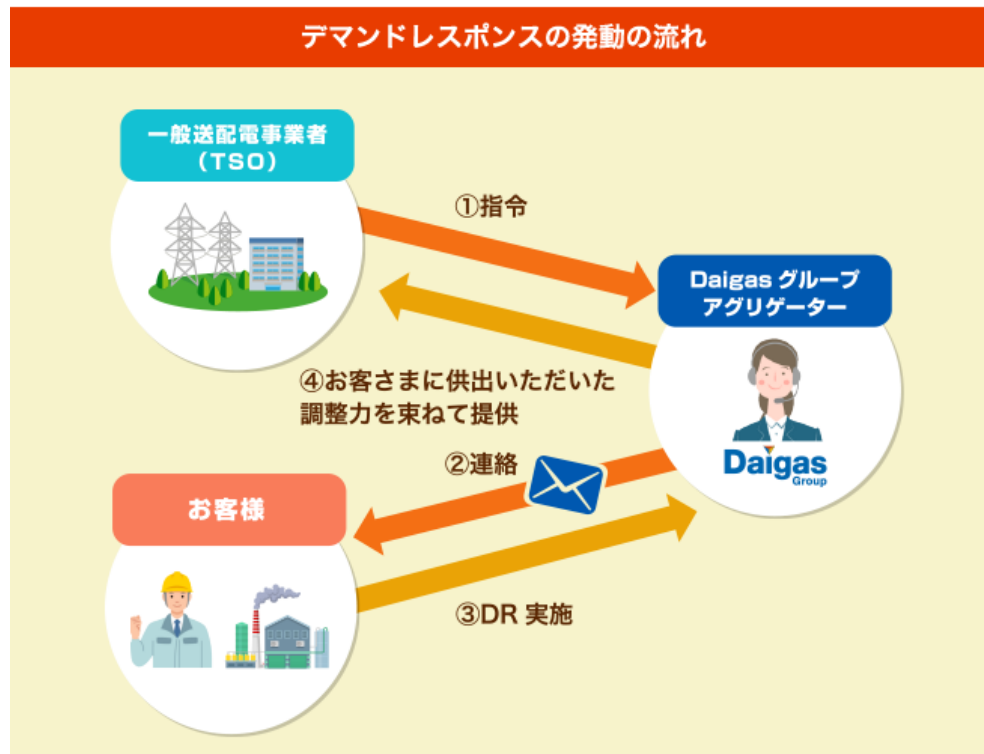 デマンドレスポンスの発動の流れ
一般送配電事業者
（TSO）
①指令
Daigas グループ
アグリゲーター
④お客さまに供出いただいた
調整力を束ねて提供
Daigas
Group
②連絡
お客様
③DR 実施